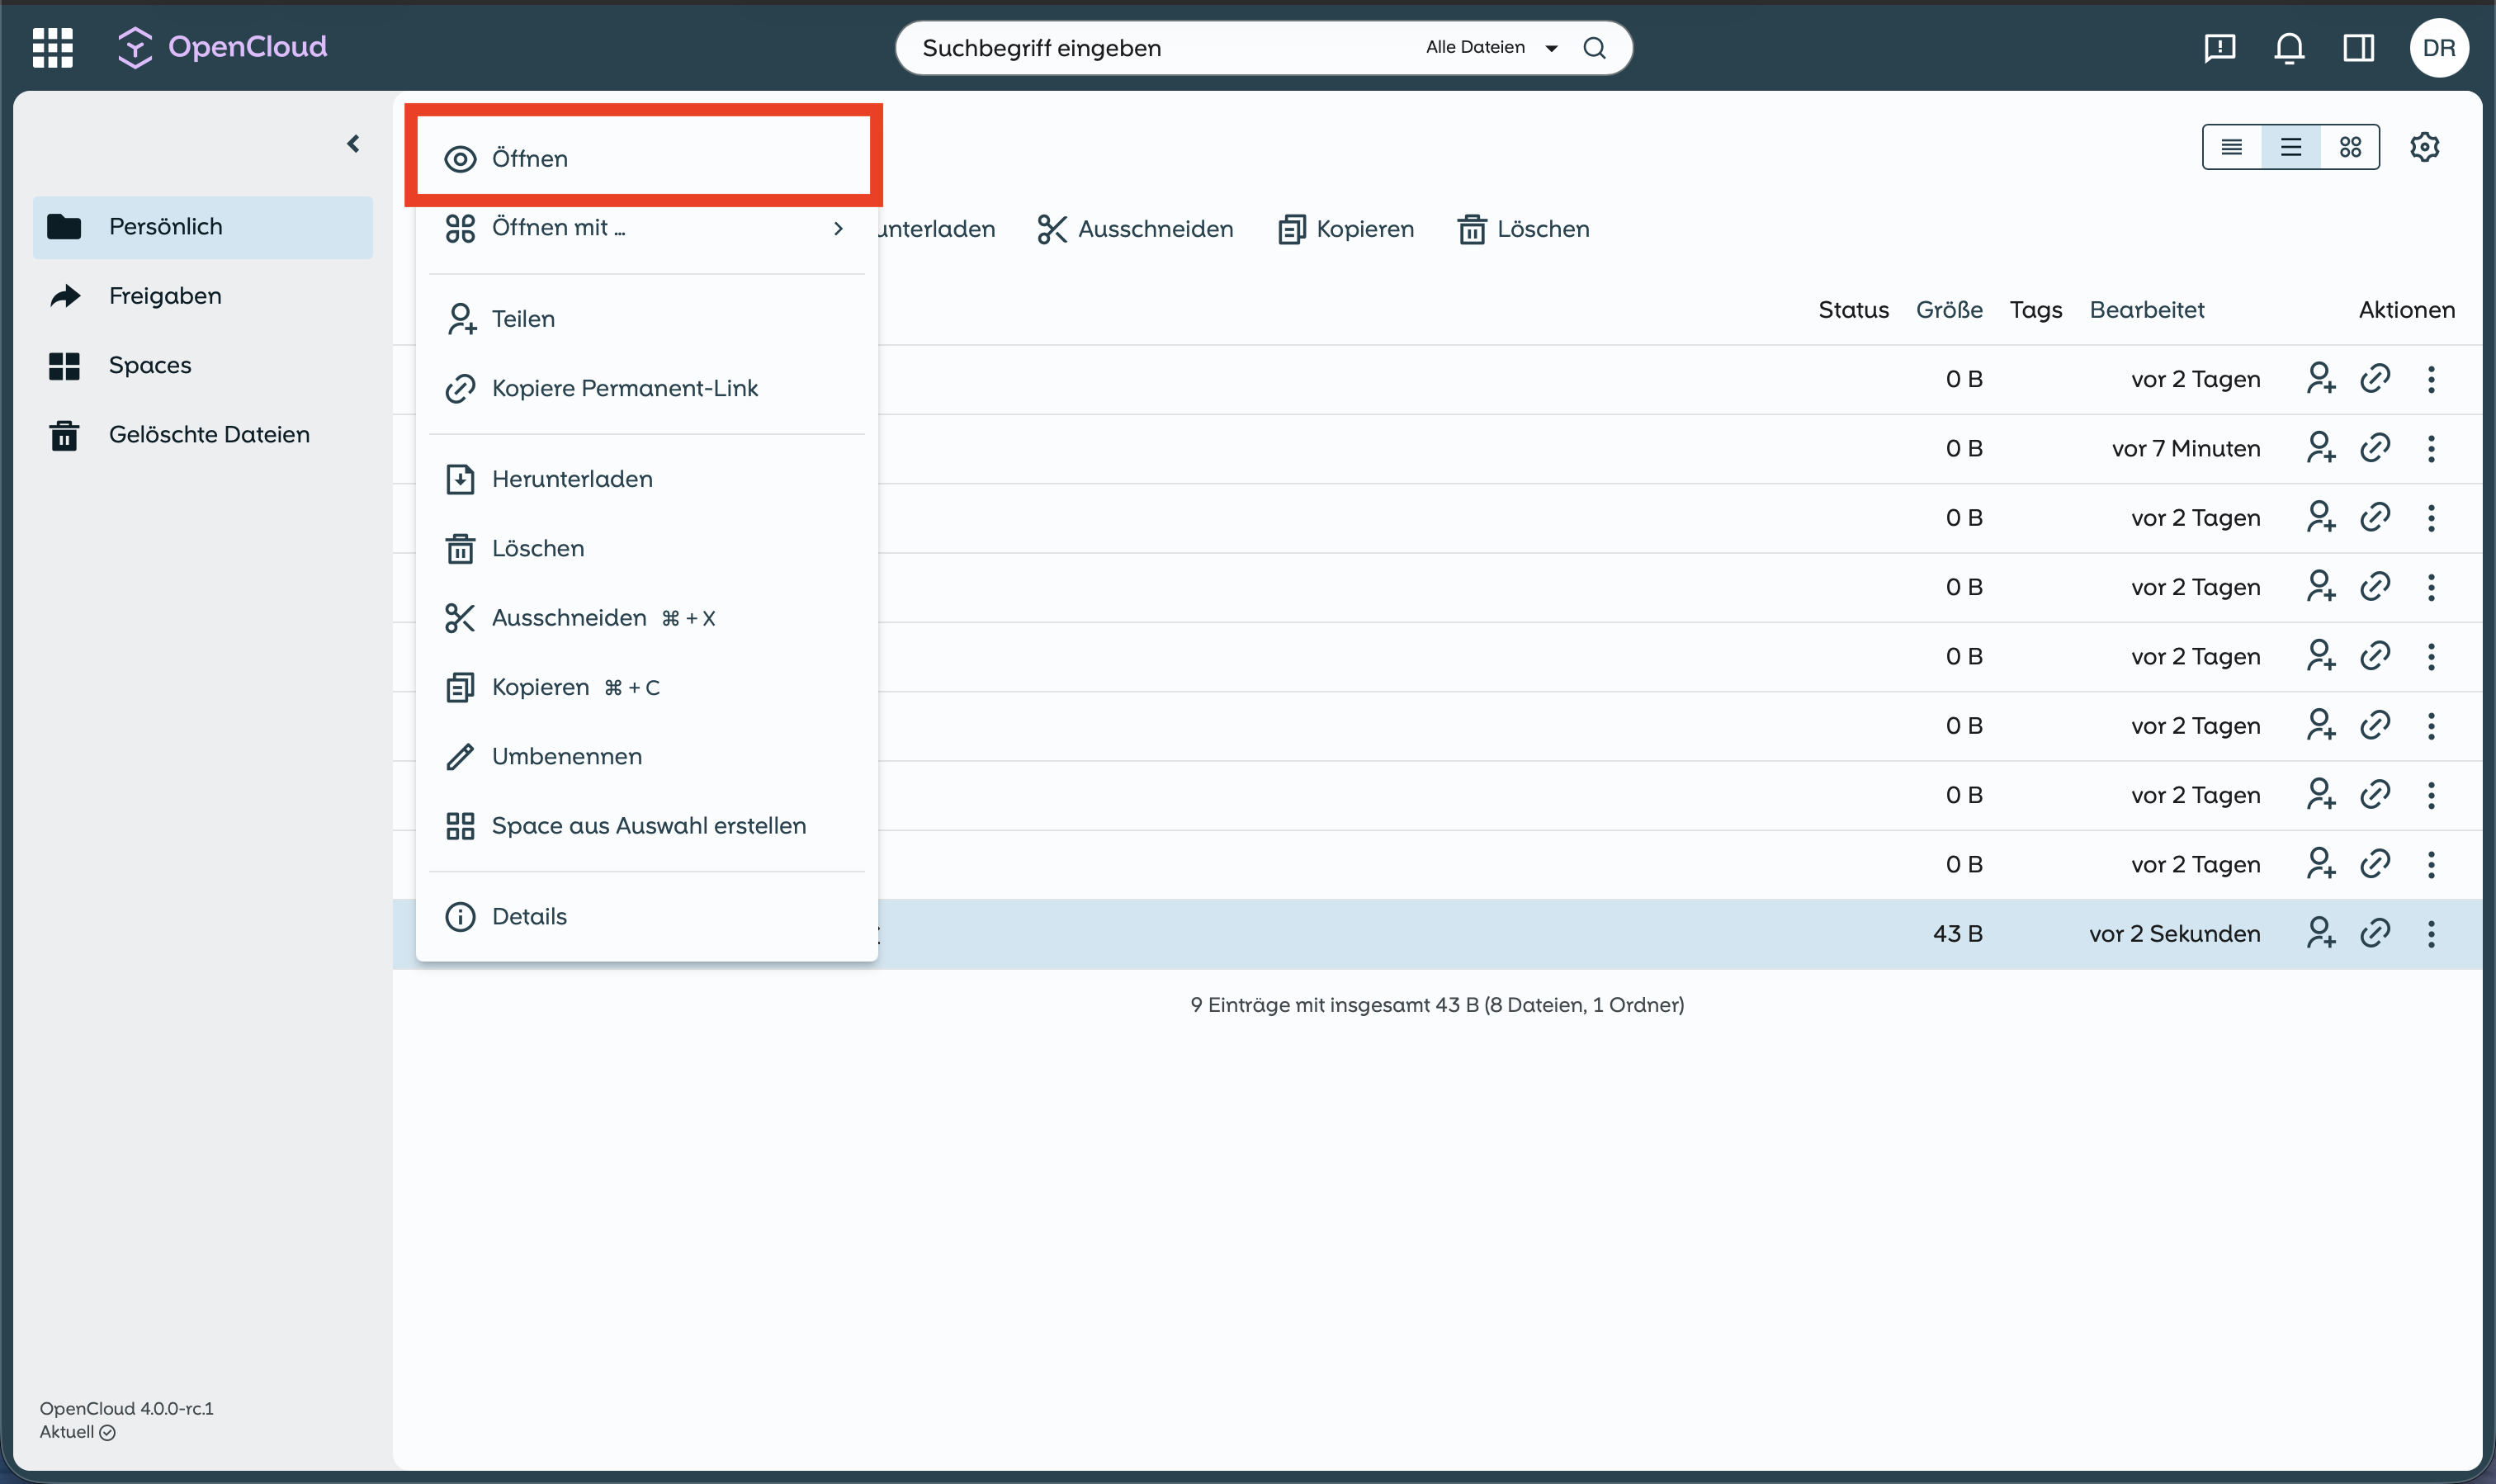 OpenCloud
Suchbegriff eingeben
Alle Dateien
DR
Persönlich
Freigaben
Spaces
Gelöschte Dateien
OpenCloud 4.0.0-rc.1
Aktuell
Öffnen
Öffnen mit ...
Teilen
Kopiere Permanent-Link
Herunterladen
Löschen
Ausschneiden ⌘ + X
Kopieren ⌘ + C
Umbenennen
Space aus Auswahl erstellen
Details
unterladen Ausschneiden Kopieren Löschen
Status Größe Tags Bearbeitet Aktionen
0 B vor 2 Tagen
0 B vor 7 Minuten
0 B vor 2 Tagen
0 B vor 2 Tagen
0 B vor 2 Tagen
0 B vor 2 Tagen
0 B vor 2 Tagen
0 B vor 2 Tagen
43 B vor 2 Sekunden
9 Einträge mit insgesamt 43 B (8 Dateien, 1 Ordner)